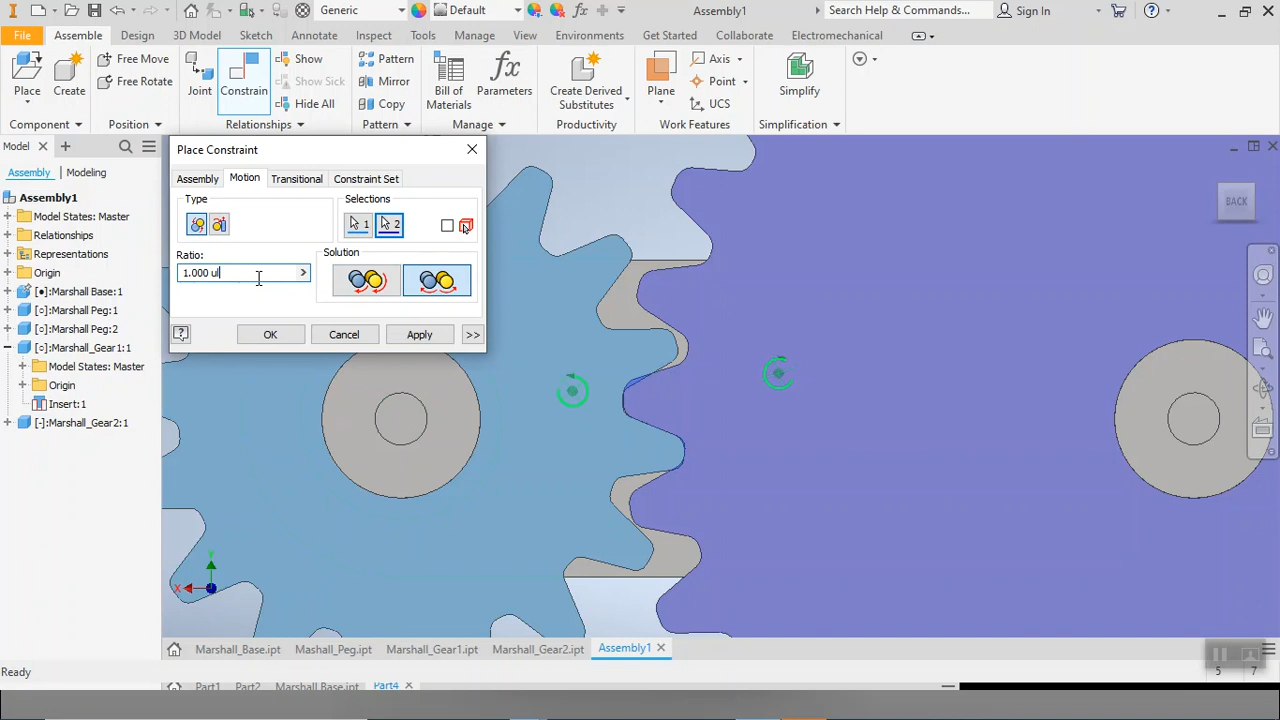 Generic
Default
fx
Assembly1
Search Help & Commands...
Sign In
File
Assemble
Design
3D Model
Sketch
Annotate
Inspect
Tools
Manage
View
Environments
Get Started
Collaborate
Electromechanical
Place
Create
Free Move
Free Rotate
Component
Position
Joint
Constrain
Show
Show Sick
Hide All
Relationships
Pattern
Mirror
Copy
Pattern
Bill of
Materials
fx
Parameters
Manage
Create Derived
Substitutes
Productivity
Plane
Axis
Point
UCS
Work Features
Simplify
Simplification
Model
Assembly
Modeling
Assembly1
Model States: Master
Relationships
Representations
Origin
[●]:Marshall Base:1
[○]:Marshall Peg:1
[○]:Marshall Peg:2
[○]:Marshall_Gear1:1
Model States: Master
Origin
Insert:1
[-]:Marshall_Gear2:1
Place Constraint
Assembly
Motion
Transitional
Constraint Set
Type
Selections
1
2
Ratio:
1.000 ul
Solution
OK
Cancel
Apply
>>
BACK
Y
X
Marshall_Base.ipt
Mashall_Peg.ipt
Marshall_Gear1.ipt
Marshall_Gear2.ipt
Assembly1
Ready
5
7
Part1
Part2
Marshall Base.ipt
Part4